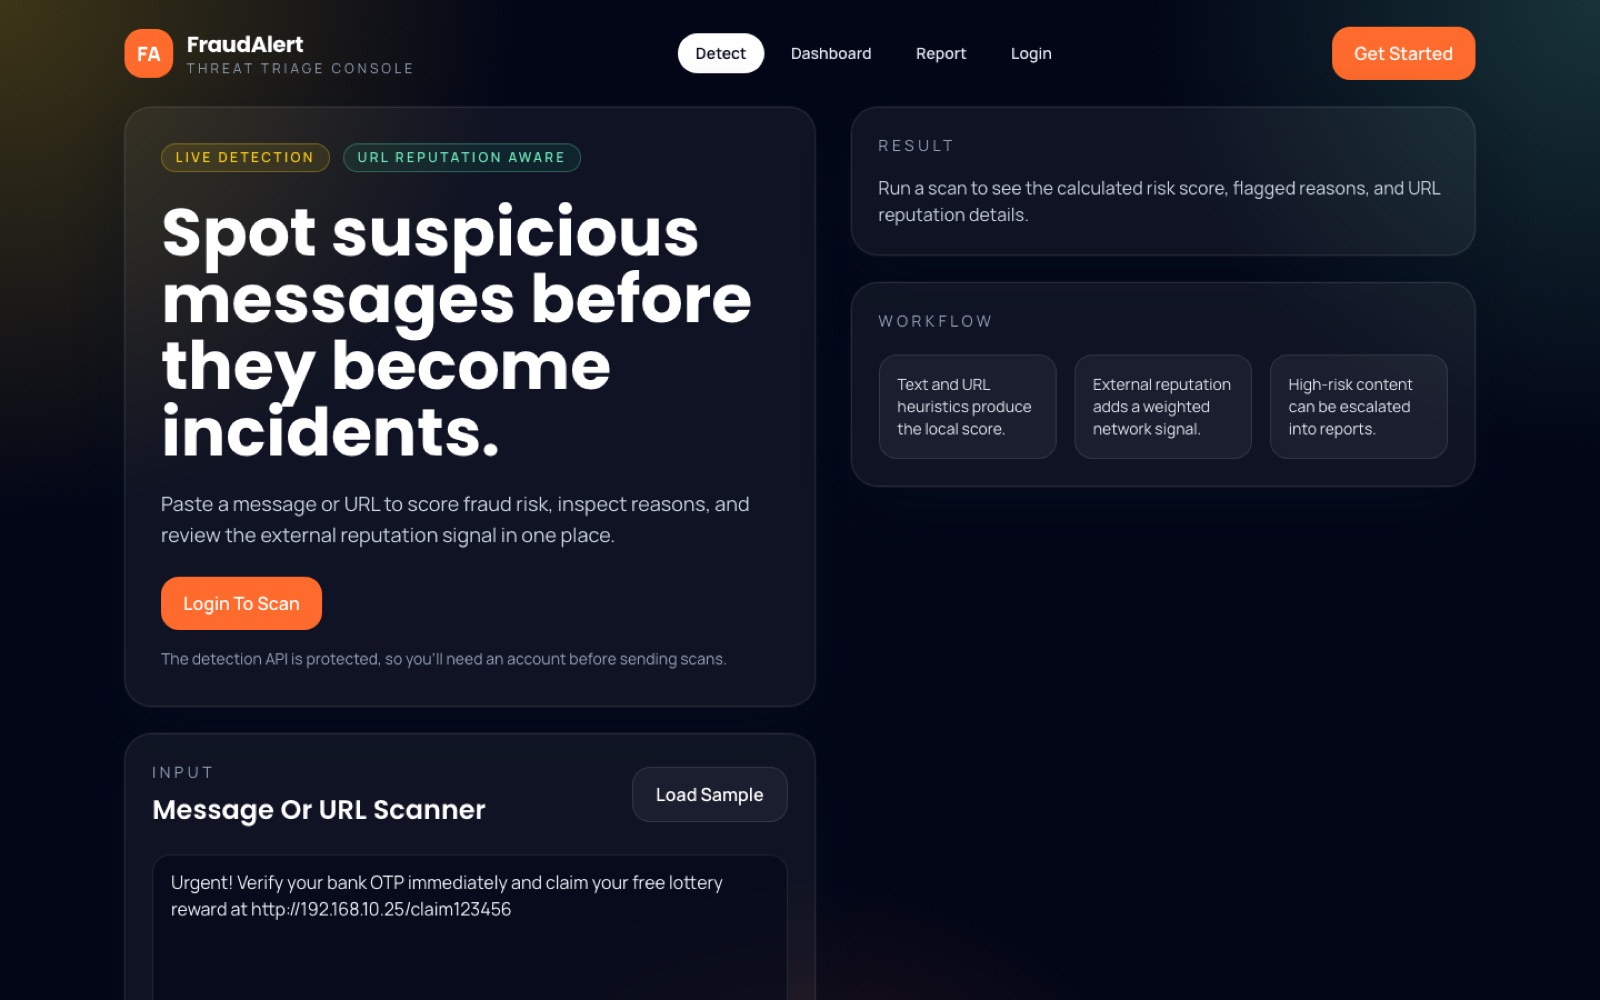 FA
FraudAlert
THREAT TRIAGE CONSOLE
Detect
Dashboard
Report
Login
Get Started
LIVE DETECTION
URL REPUTATION AWARE
Spot suspicious
messages before
they become
incidents.
Paste a message or URL to score fraud risk, inspect reasons, and
review the external reputation signal in one place.
Login To Scan
The detection API is protected, so you'll need an account before sending scans.
INPUT
Message Or URL Scanner
Load Sample
Urgent! Verify your bank OTP immediately and claim your free lottery
reward at http://192.168.10.25/claim123456
RESULT
Run a scan to see the calculated risk score, flagged reasons, and URL
reputation details.
WORKFLOW
Text and URL
heuristics produce
the local score.
External reputation
adds a weighted
network signal.
High-risk content
can be escalated
into reports.